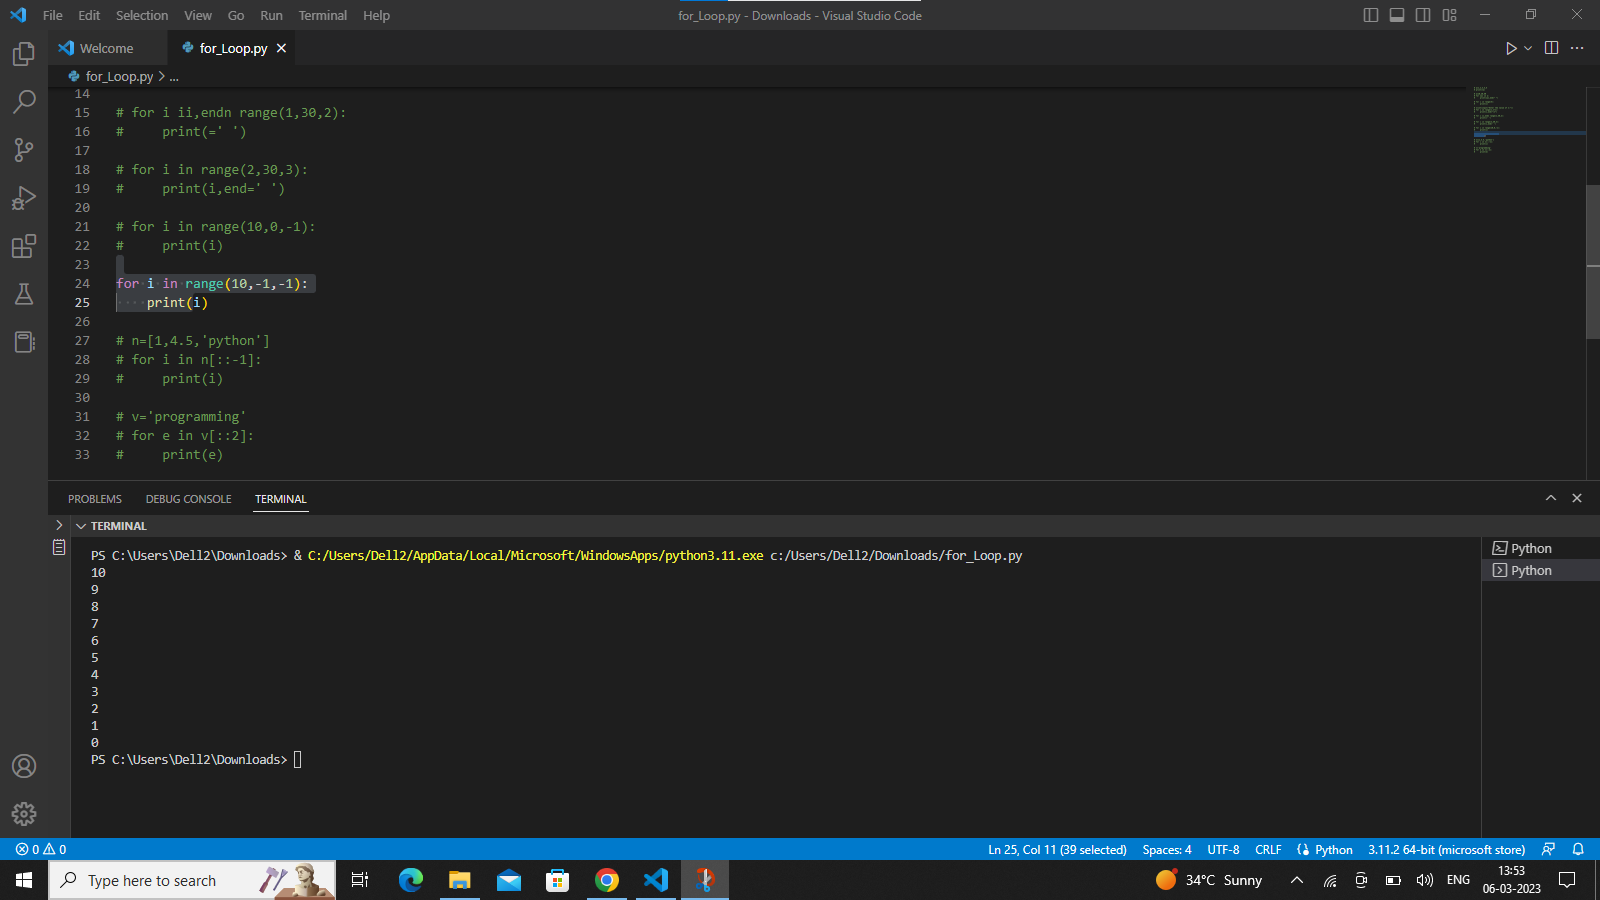 File Edit Selection View Go Run Terminal Help
for_Loop.py - Downloads - Visual Studio Code
Welcome
for_Loop.py
for_Loop.py > ...
14
15 # for i ii,endn range(1,30,2):
16 #     print(=' ')
17
18 # for i in range(2,30,3):
19 #     print(i,end=' ')
20
21 # for i in range(10,0,-1):
22 #     print(i)
23
24 for i in range(10,-1,-1):
25     print(i)
26
27 # n=[1,4.5,'python']
28 # for i in n[::-1]:
29 #     print(i)
30
31 # v='programming'
32 # for e in v[::2]:
33 #     print(e)
PROBLEMS DEBUG CONSOLE TERMINAL
TERMINAL
PS C:\Users\Dell2\Downloads> & C:/Users/Dell2/AppData/Local/Microsoft/WindowsApps/python3.11.exe c:/Users/Dell2/Downloads/for_Loop.py
10
9
8
7
6
5
4
3
2
1
0
PS C:\Users\Dell2\Downloads>
Python
Python
0 0
Ln 25, Col 11 (39 selected) Spaces: 4 UTF-8 CRLF Python 3.11.2 64-bit (microsoft store)
Type here to search
34°C Sunny
ENG
13:53
06-03-2023